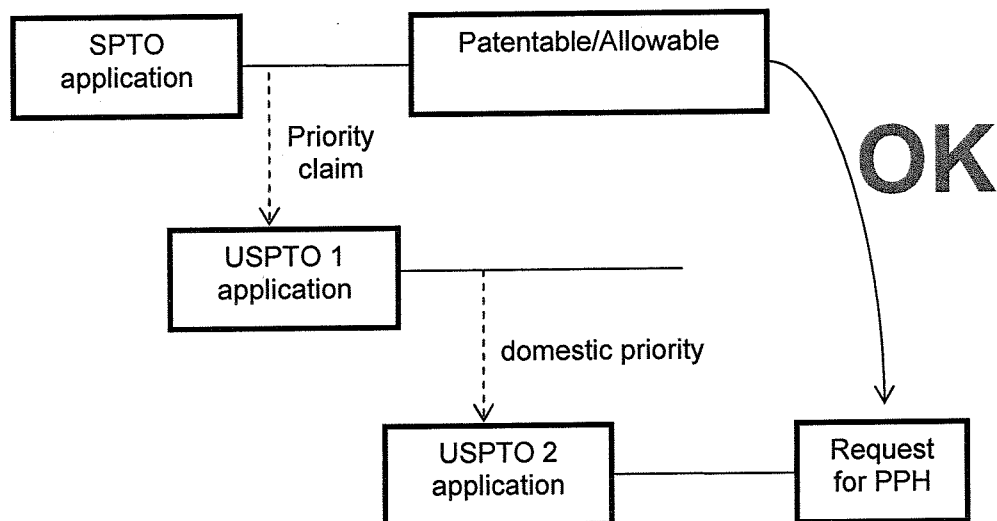 SPTO
application
Patentable/Allowable
OK
Priority
claim
USPTO 1
application
domestic priority
USPTO 2
application
Request
for PPH